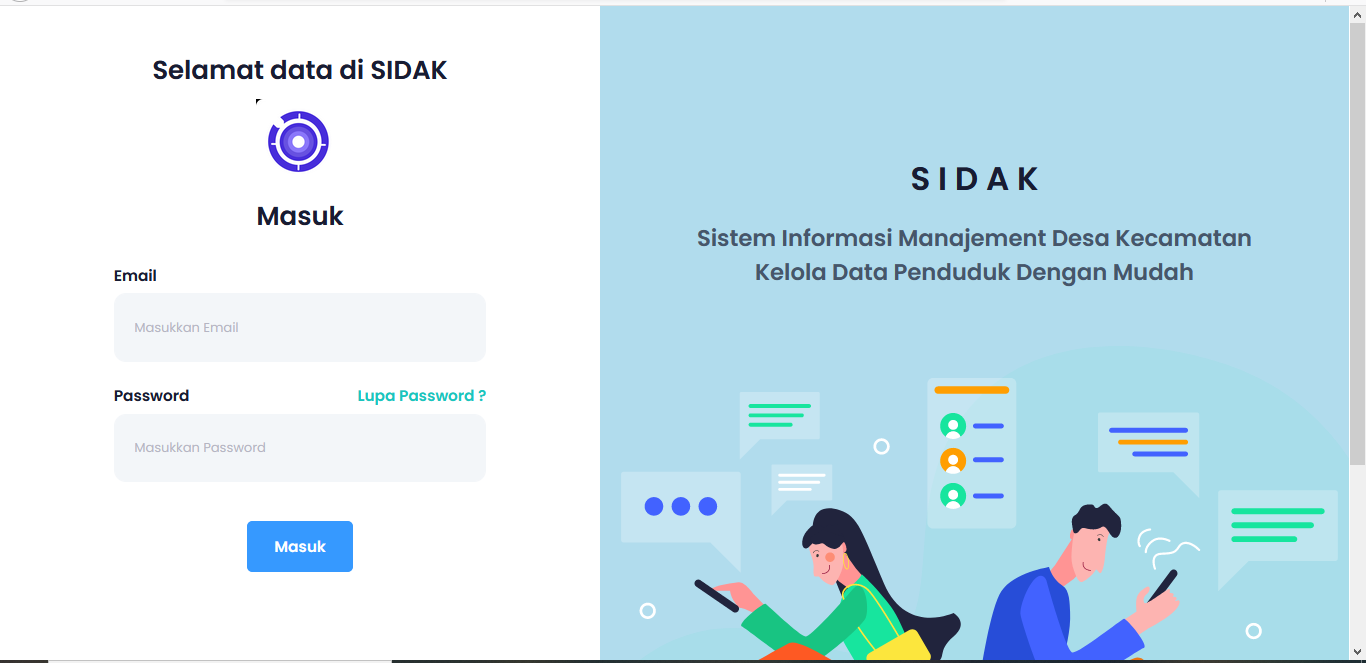 Selamat data di SIDAK
Masuk
Email
Masukkan Email
Password
Lupa Password ?
Masukkan Password
Masuk
S I D A K
Sistem Informasi Manajement Desa Kecamatan
Kelola Data Penduduk Dengan Mudah